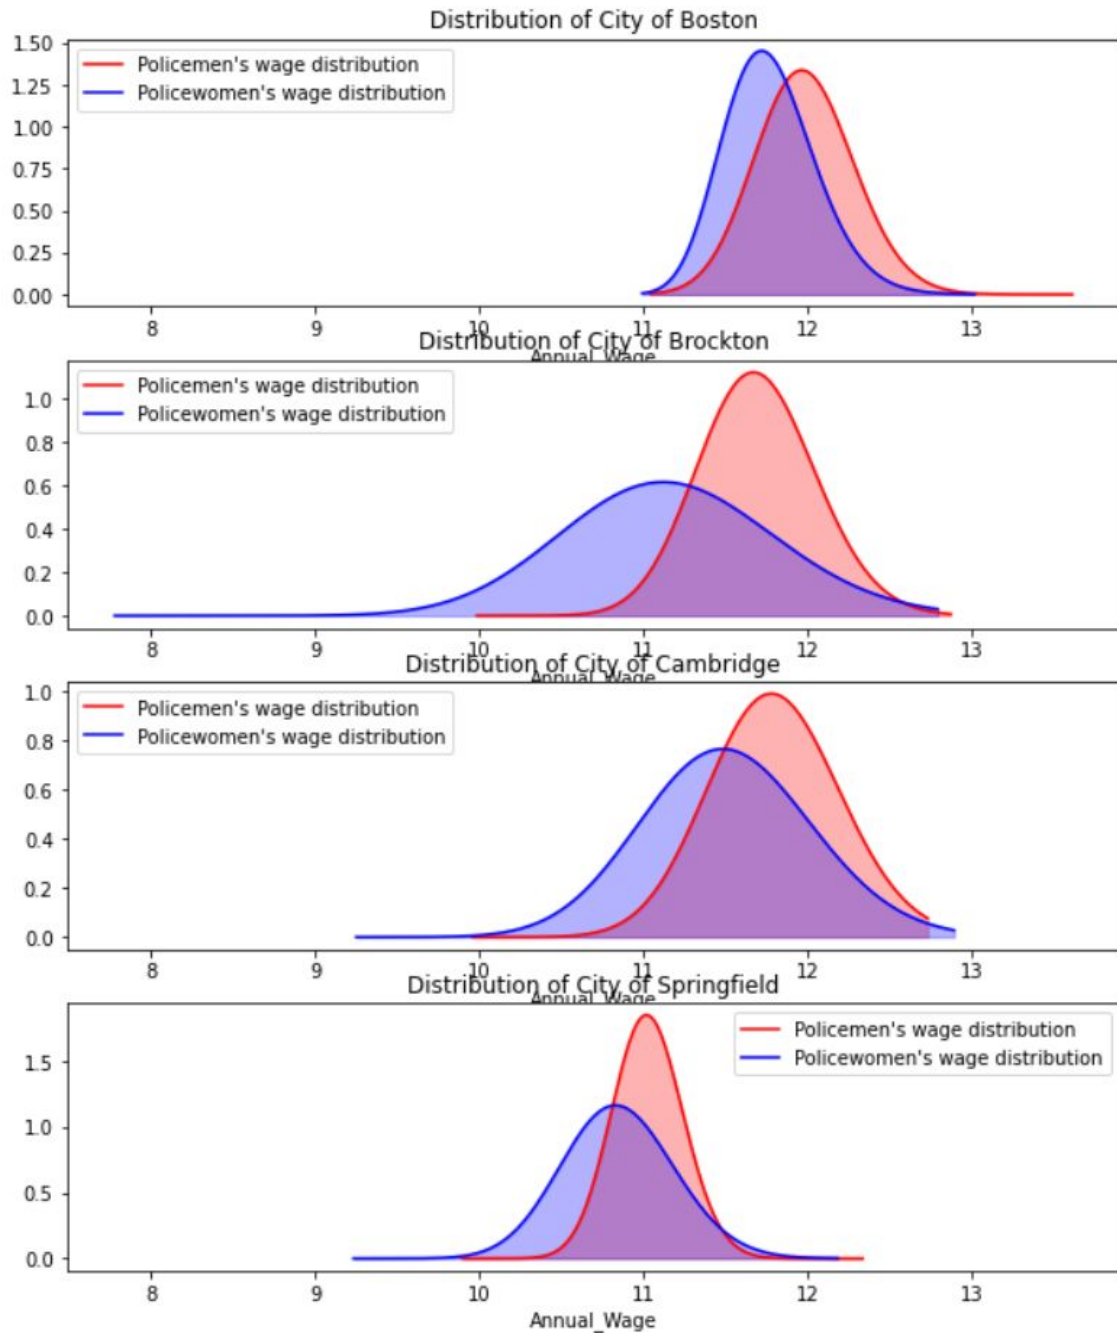 Distribution of City of Boston
1.50
1.25
1.00
0.75
0.50
0.25
0.00
Policemen's wage distribution
Policewomen's wage distribution
8 9 10 11 12 13
Annual_Wage
Distribution of City of Brockton
1.0
0.8
0.6
0.4
0.2
0.0
Policemen's wage distribution
Policewomen's wage distribution
8 9 10 11 12 13
Annual_Wage
Distribution of City of Cambridge
1.0
0.8
0.6
0.4
0.2
0.0
Policemen's wage distribution
Policewomen's wage distribution
8 9 10 11 12 13
Annual_Wage
Distribution of City of Springfield
1.5
1.0
0.5
0.0
Policemen's wage distribution
Policewomen's wage distribution
8 9 10 11 12 13
Annual_Wage